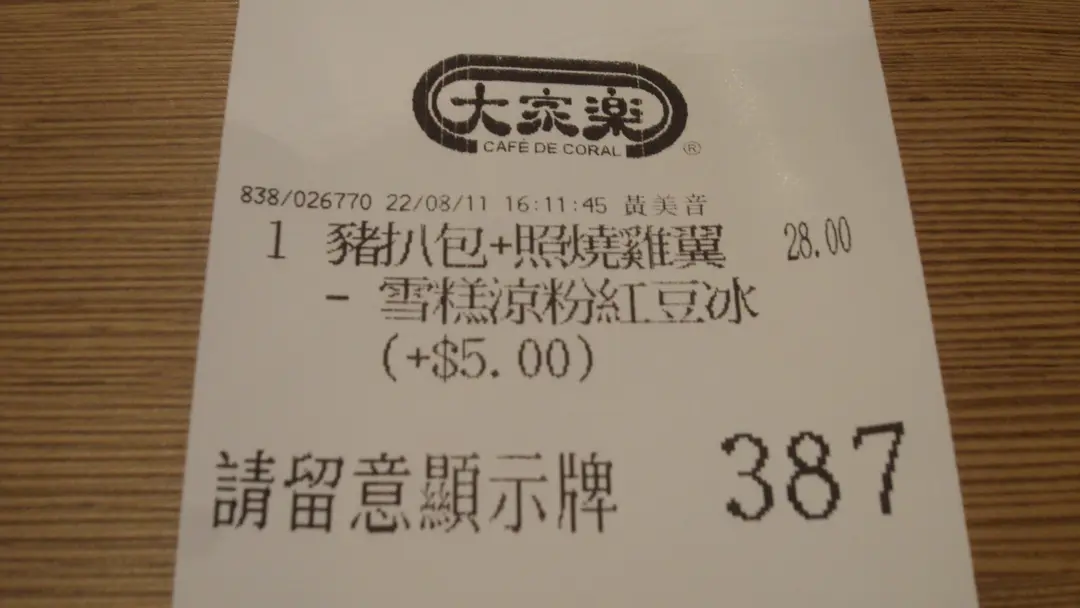 大家楽
CAFÉ DE CORAL ®
838/026770 22/08/11 16:11:45 黃美音
1 豬扒包+照燒雞翼 28.00
- 雪糕涼粉紅豆冰
(+$5.00)
請留意顯示牌 387